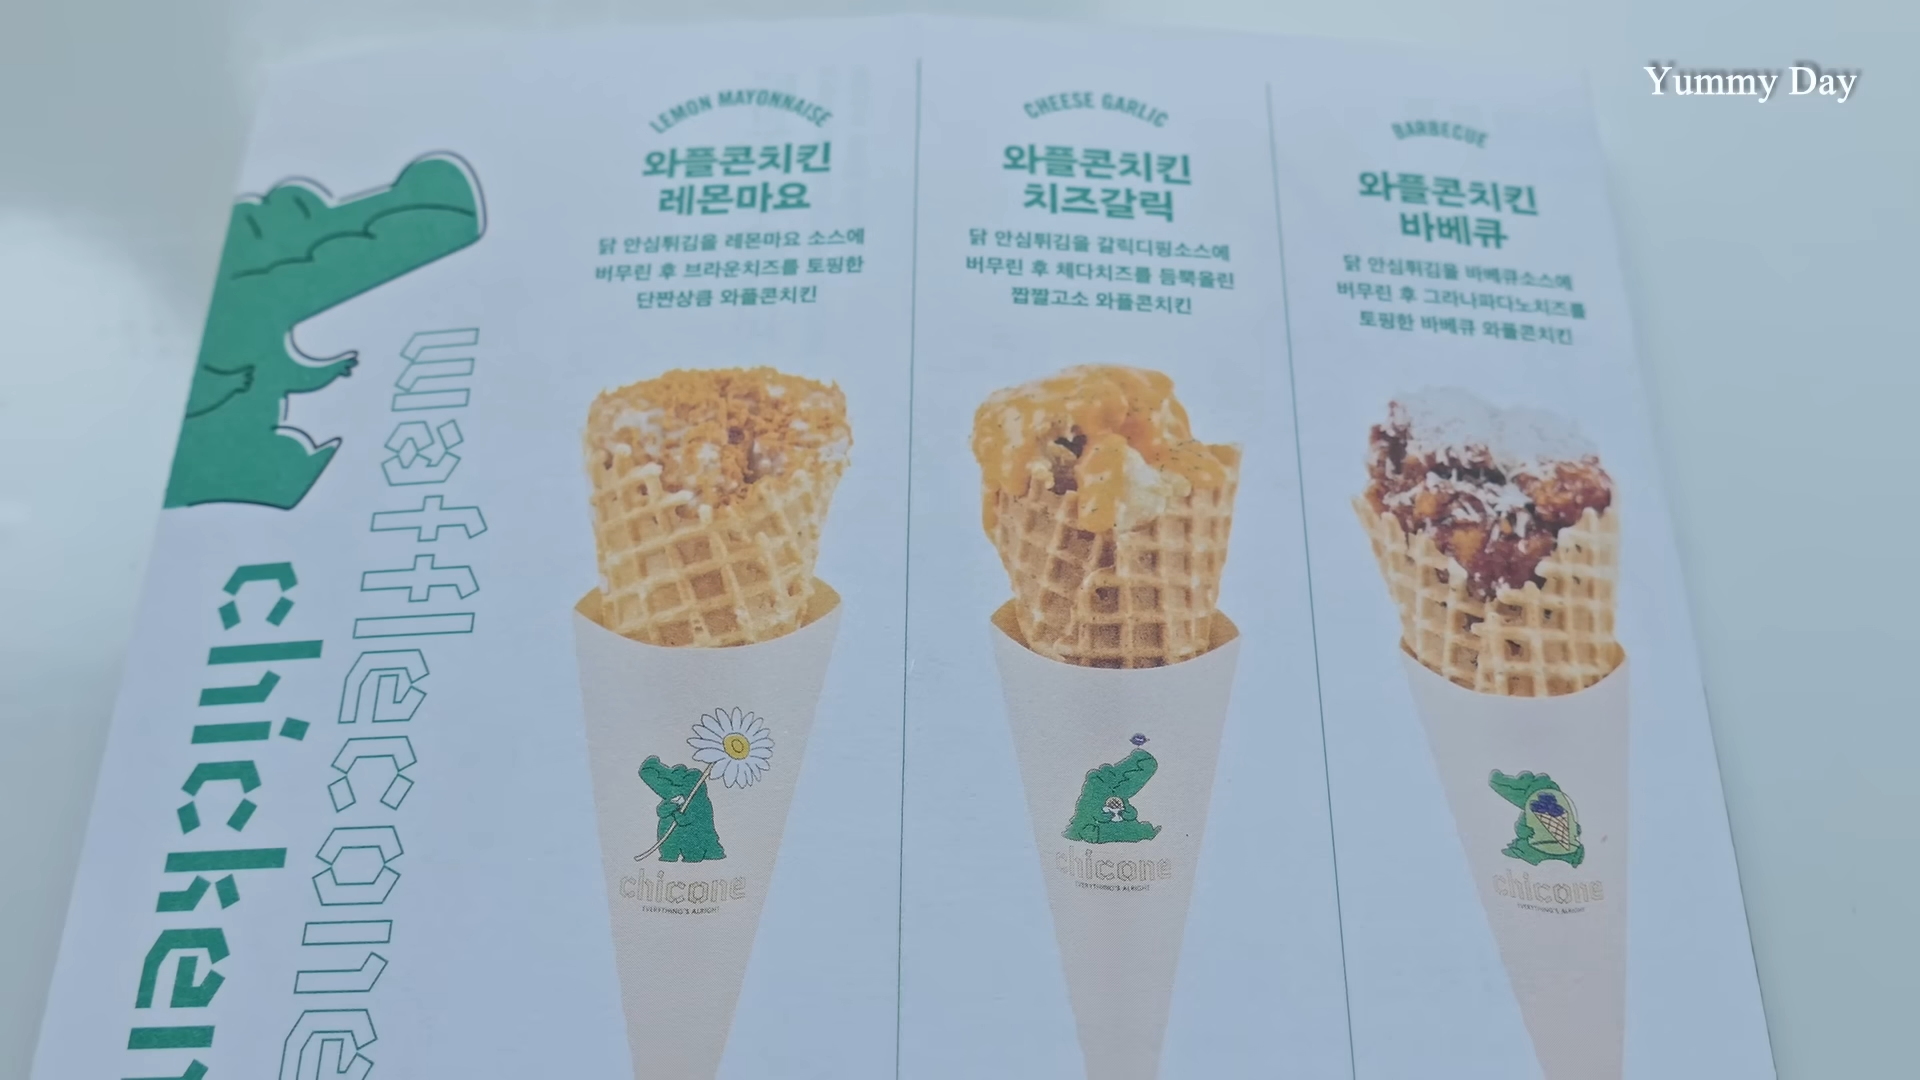 Yummy Day
wafflecone
chicken
LEMON MAYONNAISE
와플콘치킨
레몬마요
닭 안심튀김을 레몬마요 소스에
버무린 후 브라운치즈를 토핑한
단짠상큼 와플콘치킨
CHEESE GARLIC
와플콘치킨
치즈갈릭
닭 안심튀김을 갈릭디핑소스에
버무린 후 체다치즈를 듬뿍올린
짭짤고소 와플콘치킨
BARBECUE
와플콘치킨
바베큐
닭 안심튀김을 바베큐소스에
버무린 후 그라나파다노치즈를
토핑한 바베큐 와플콘치킨
chicone
EVERYTHING'S ALRIGHT
chicone
EVERYTHING'S ALRIGHT
chicone
EVERYTHING'S ALRIGHT